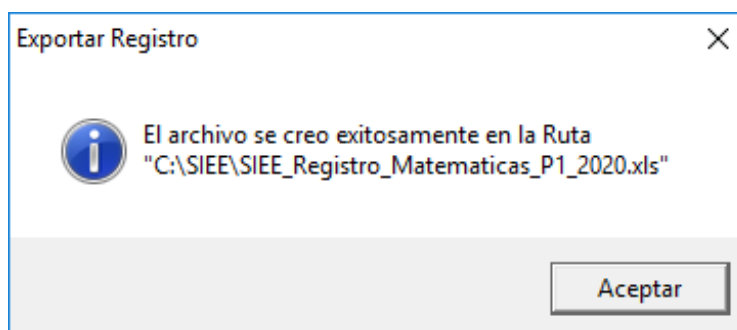 Exportar Registro
El archivo se creo exitosamente en la Ruta
"C:\SIEE\SIEE_Registro_Matematicas_P1_2020.xls"
Aceptar